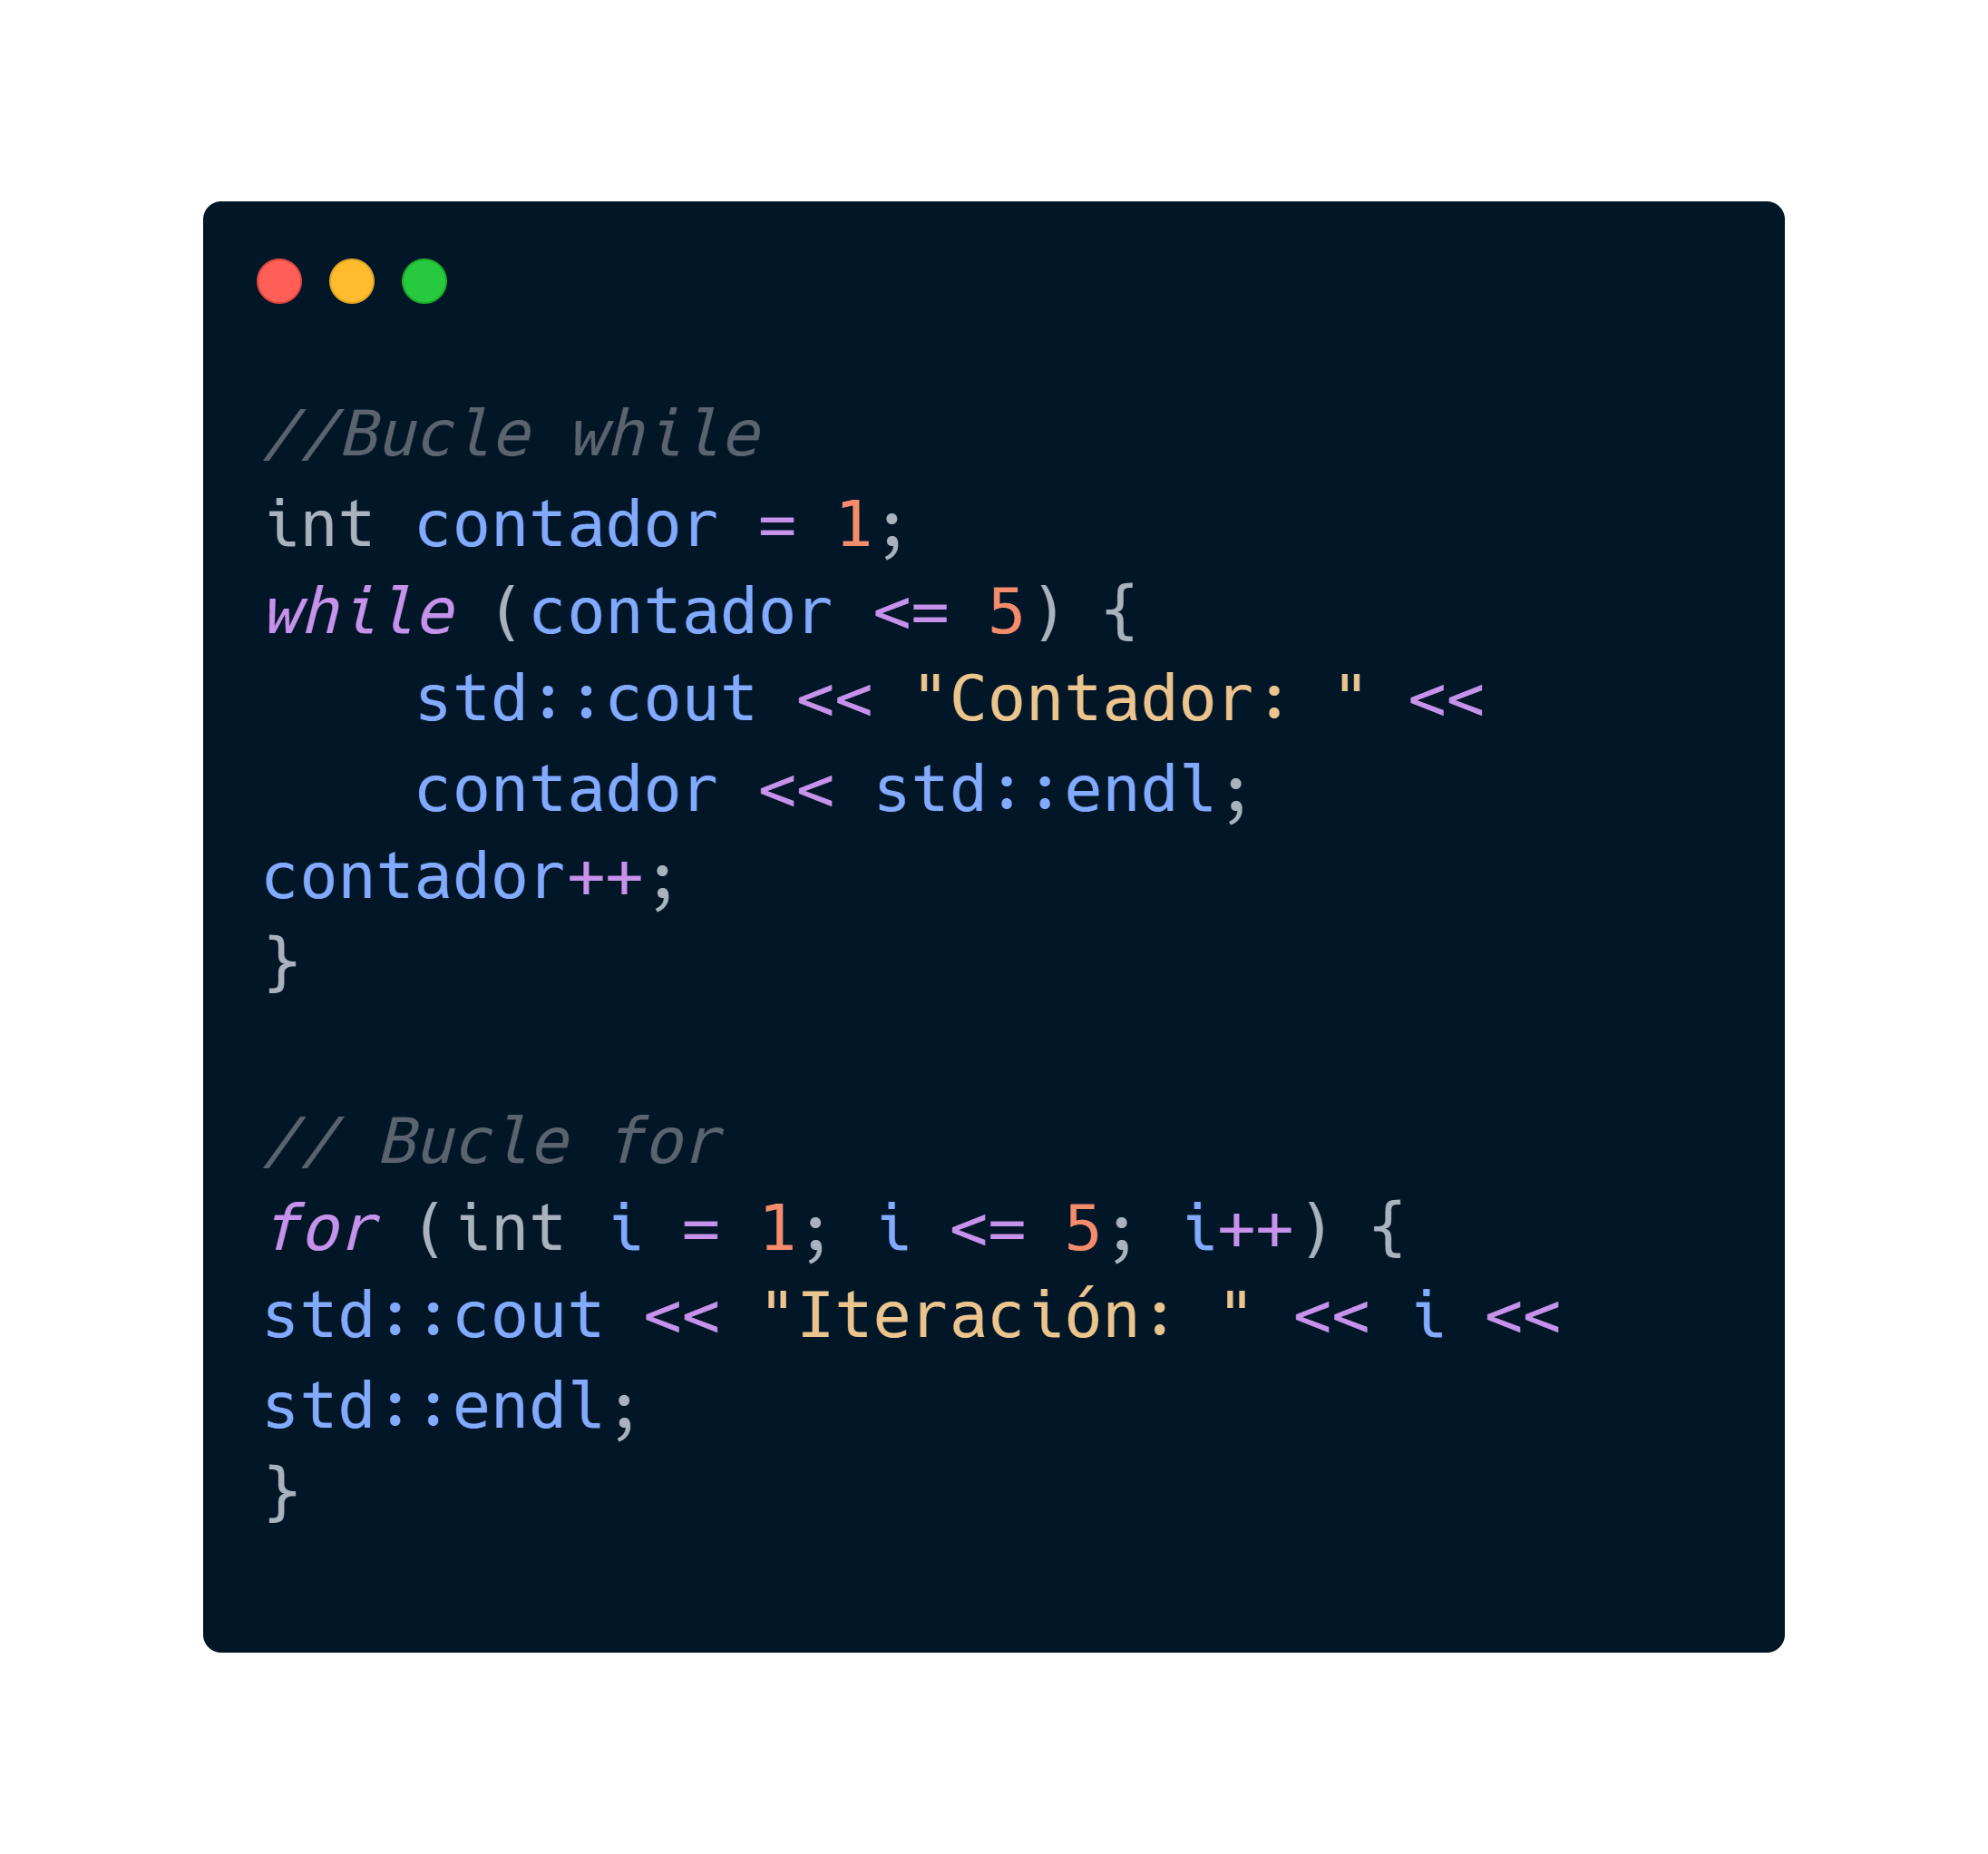 //Bucle while
int contador = 1;
while (contador <= 5) {
    std::cout << "Contador: " <<
    contador << std::endl;
contador++;
}

// Bucle for
for (int i = 1; i <= 5; i++) {
std::cout << "Iteración: " << i <<
std::endl;
}